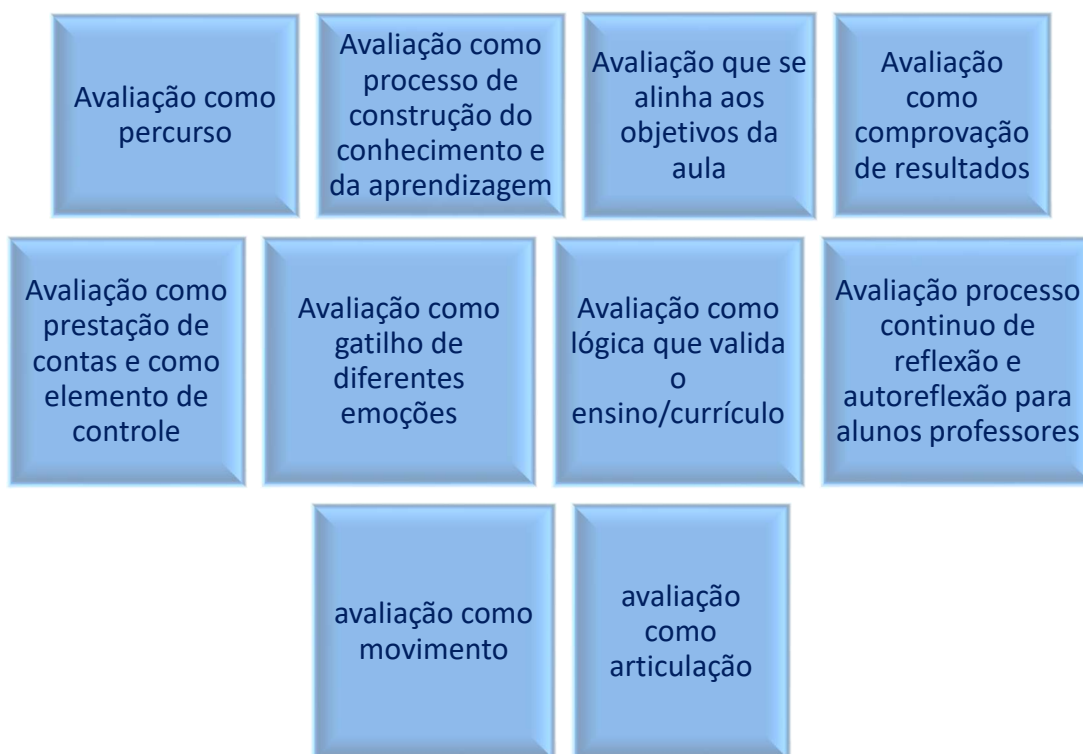 Avaliação como
percurso
Avaliação como
processo de
construção do
conhecimento e
da aprendizagem
Avaliação que se
alinha aos
objetivos da
aula
Avaliação
como
comprovação
de resultados
Avaliação como
prestação de
contas e como
elemento de
controle
Avaliação como
gatilho de
diferentes
emoções
Avaliação como
lógica que valida
o
ensino/currículo
Avaliação processo
continuo de
reflexão e
autoreflexão para
alunos professores
avaliação como
movimento
avaliação
como
articulação